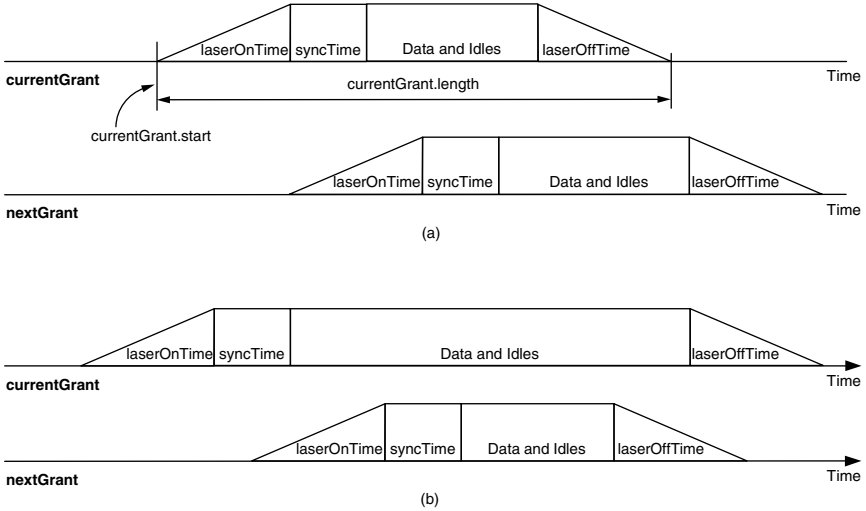 laserOnTime syncTime Data and Idles laserOffTime
currentGrant Time
currentGrant.length
currentGrant.start
laserOnTime syncTime Data and Idles laserOffTime
nextGrant Time
(a)
laserOnTime syncTime Data and Idles laserOffTime
currentGrant Time
laserOnTime syncTime Data and Idles laserOffTime
nextGrant Time
(b)